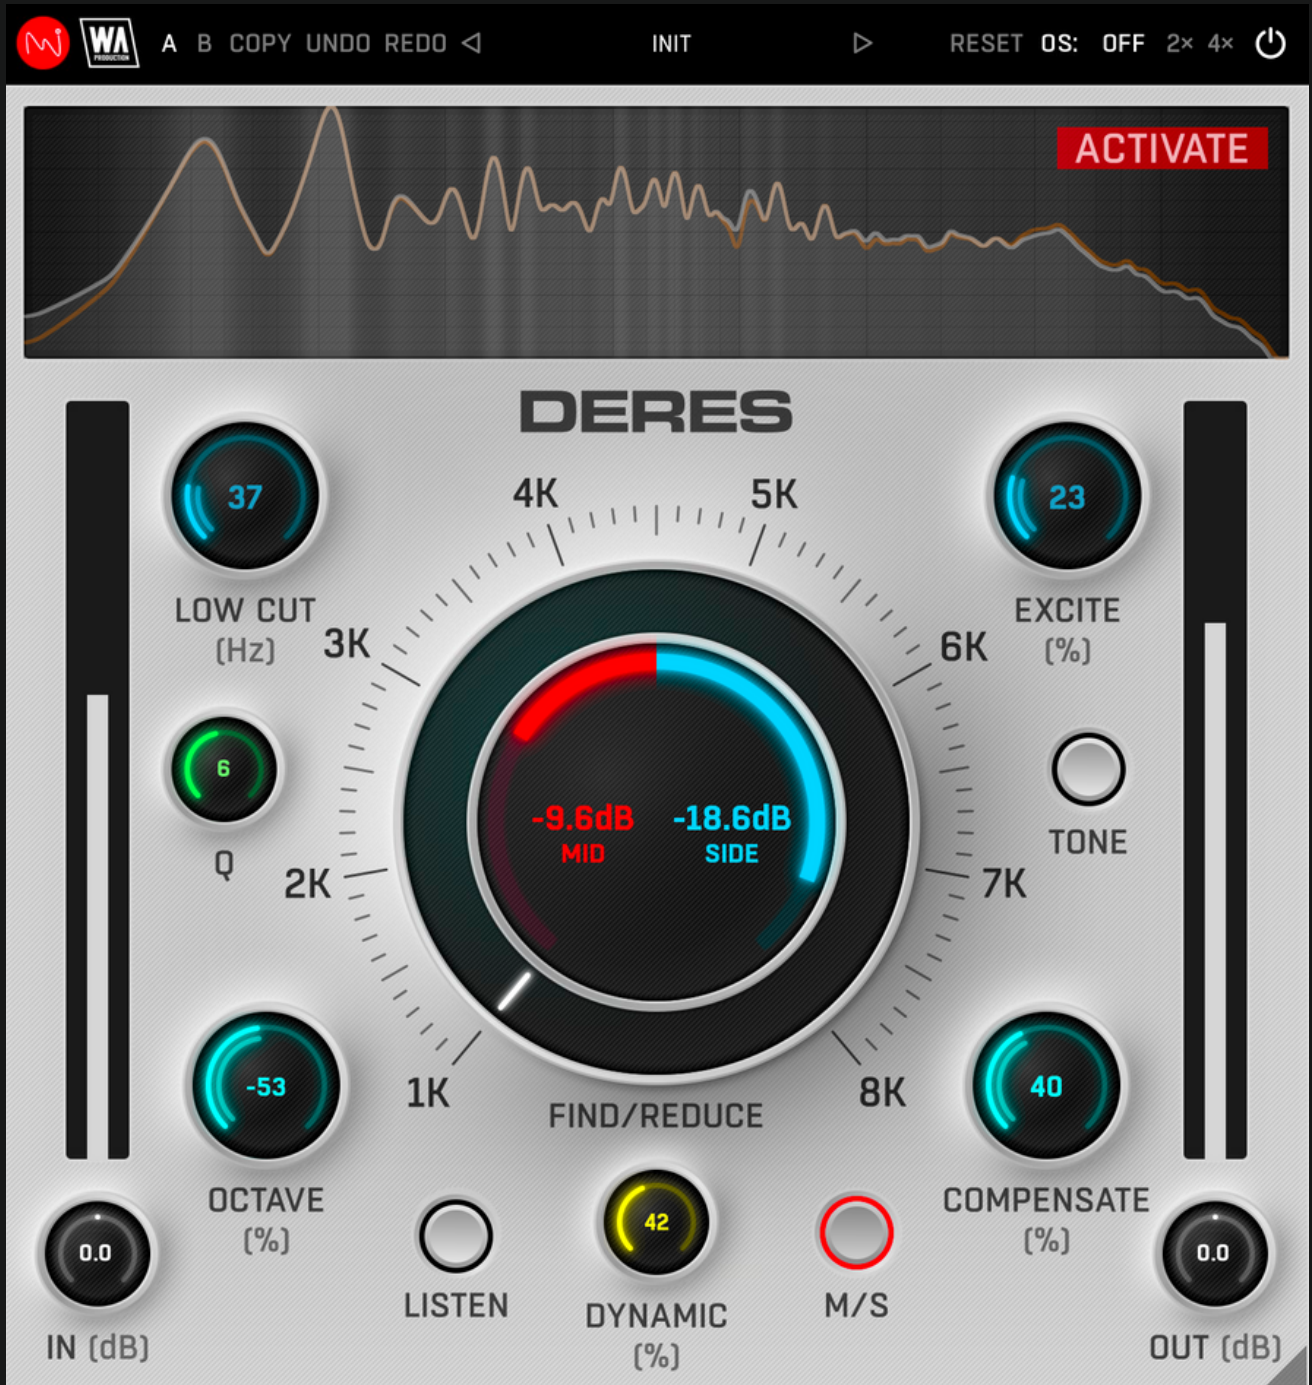 WA PRODUCTION A B COPY UNDO REDO INIT RESET OS: OFF 2× 4×
ACTIVATE
DERES
4K 5K
37 23
LOW CUT
(Hz)
EXCITE
(%)
3K 6K
6
Q
TONE
-9.6dB
MID
-18.6dB
SIDE
2K 7K
-53
OCTAVE
(%)
1K 8K
FIND/REDUCE
40
COMPENSATE
(%)
0.0
IN (dB)
LISTEN
42
DYNAMIC
(%)
M/S
0.0
OUT (dB)